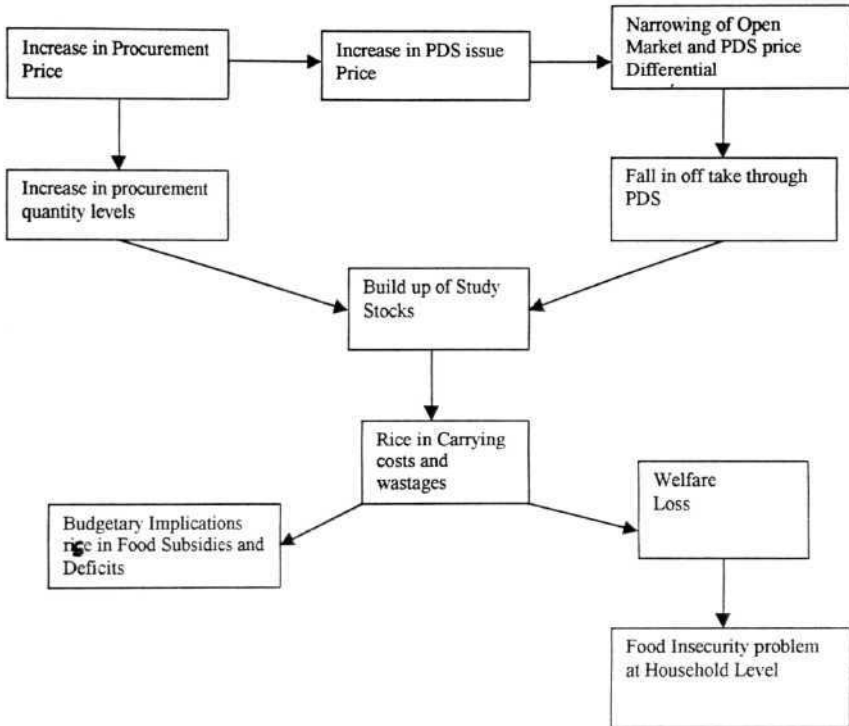 Increase in Procurement
Price
Increase in PDS issue
Price
Narrowing of Open
Market and PDS price
Differential
Increase in procurement
quantity levels
Fall in off take through
PDS
Build up of Study
Stocks
Rice in Carrying
costs and
wastages
Budgetary Implications
rise in Food Subsidies and
Deficits
Welfare
Loss
Food Insecurity problem
at Household Level